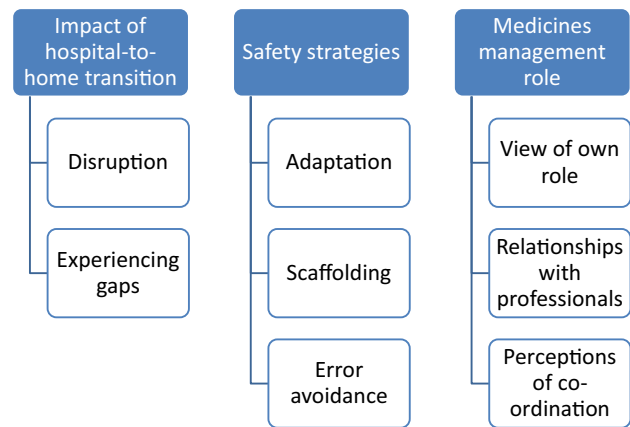 Impact of
hospital-to-
home transition
Disruption
Experiencing
gaps
Safety strategies
Adaptation
Scaffolding
Error
avoidance
Medicines
management
role
View of own
role
Relationships
with
professionals
Perceptions
of co-
ordination